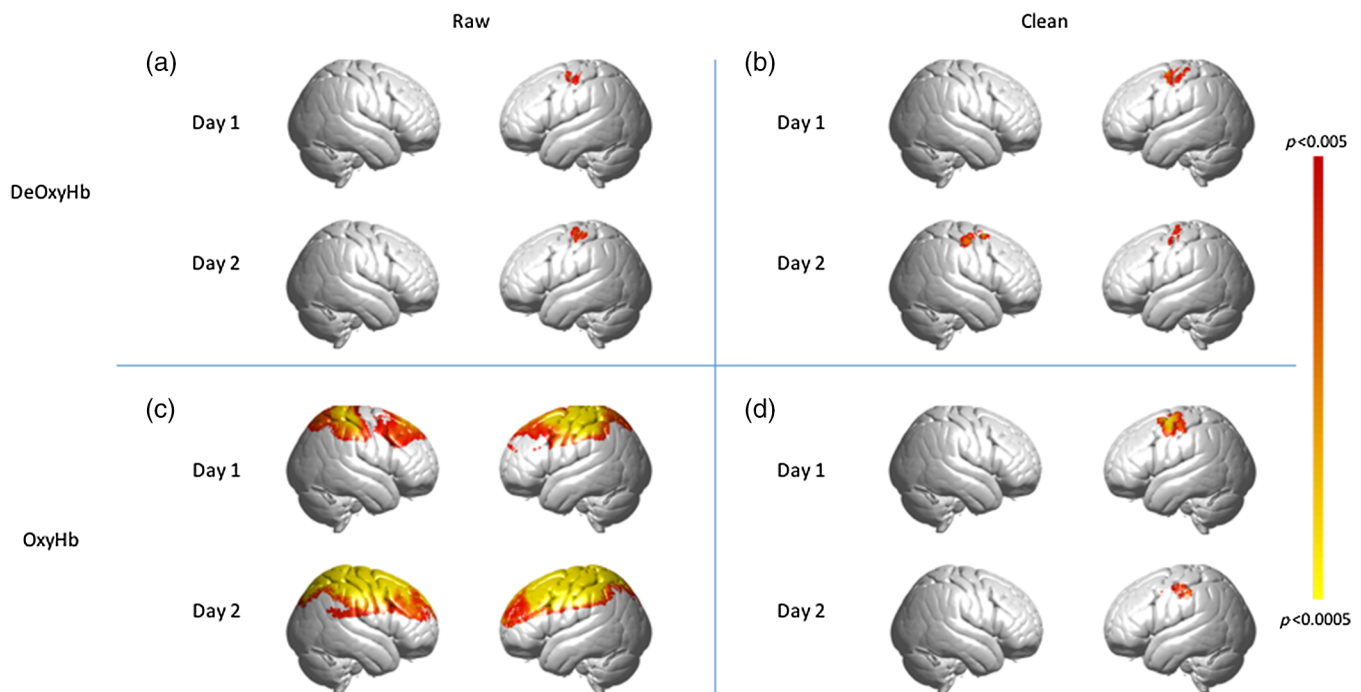 Raw
Clean
(a)
(b)
Day 1
Day 1
p<0.005
DeOxyHb
Day 2
Day 2
(c)
(d)
Day 1
Day 1
OxyHb
Day 2
Day 2
p<0.0005